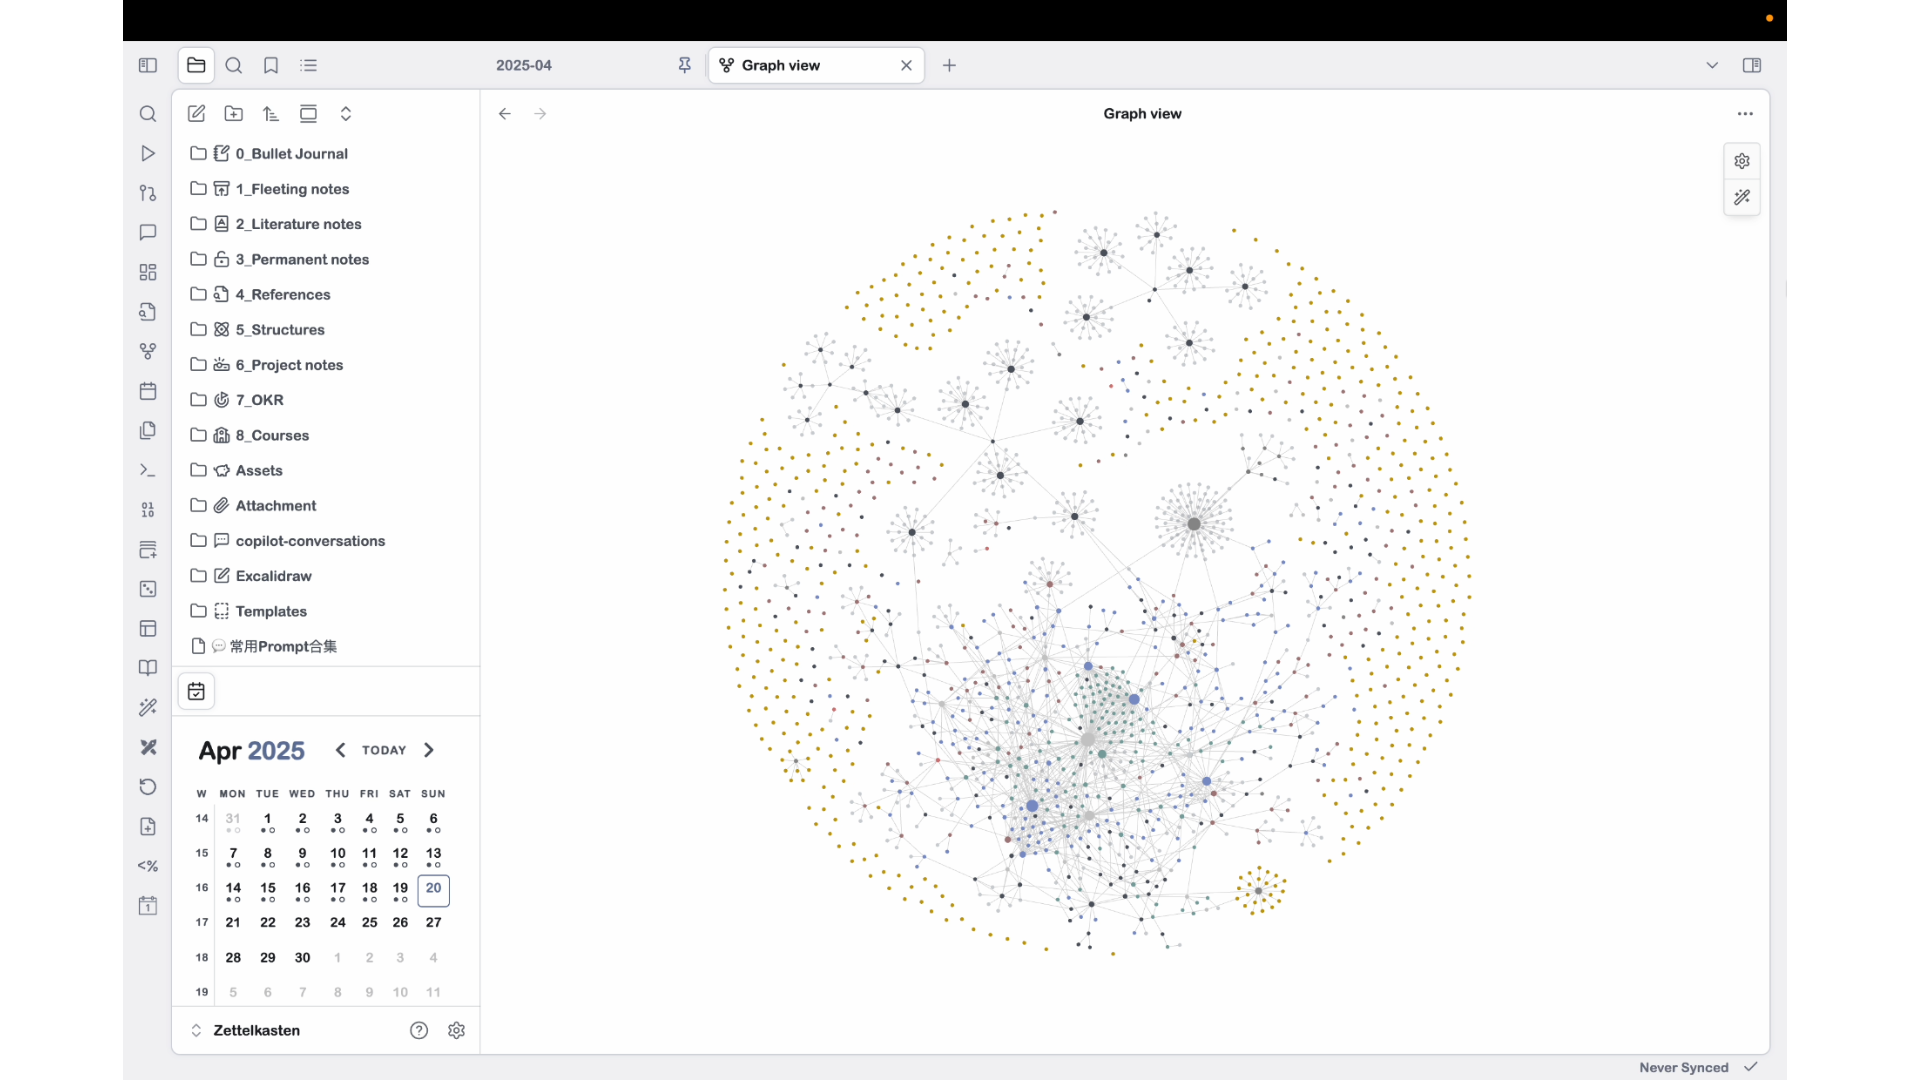 2025-04
Graph view
Graph view
0_Bullet Journal
1_Fleeting notes
2_Literature notes
3_Permanent notes
4_References
5_Structures
6_Project notes
7_OKR
8_Courses
Assets
Attachment
copilot-conversations
Excalidraw
Templates
常用Prompt合集
Apr 2025 TODAY
W MON TUE WED THU FRI SAT SUN
14 31 1 2 3 4 5 6
15 7 8 9 10 11 12 13
16 14 15 16 17 18 19 20
17 21 22 23 24 25 26 27
18 28 29 30 1 2 3 4
19 5 6 7 8 9 10 11
Zettelkasten
Never Synced